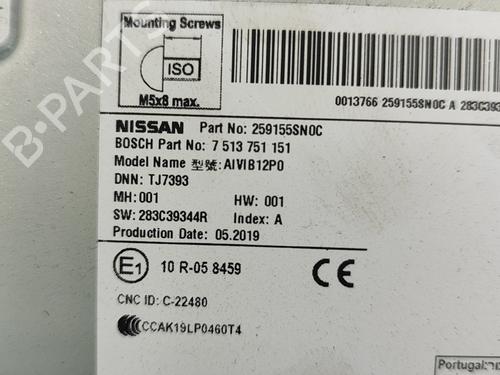 Mounting Screws
ISO
M5x8 max.
0013766 259155SN0C A 283C39
NISSAN Part No: 259155SN0C
BOSCH Part No: 7 513 751 151
Model Name 型號:AIVIB12P0
DNN: TJ7393
MH:001 HW: 001
SW: 283C39344R Index: A
Production Date: 05.2019
E1 10 R-05 8459 CE
CNC ID: C-22480
CCAK19LP0460T4
Portugal:
B-PARTS